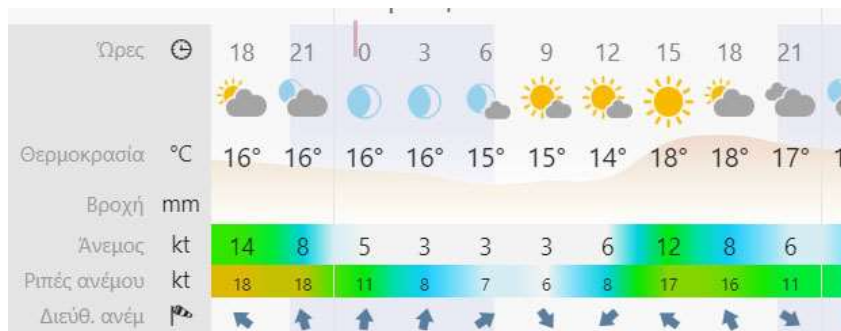 Ώρες 18 21 0 3 6 9 12 15 18 21
Θερμοκρασία °C 16° 16° 16° 16° 15° 15° 14° 18° 18° 17°
Βροχή mm
Άνεμος kt 14 8 5 3 3 3 6 12 8 6
Ριπές ανέμου kt 18 18 11 8 7 6 8 17 16 11
Διεύθ. ανέμ